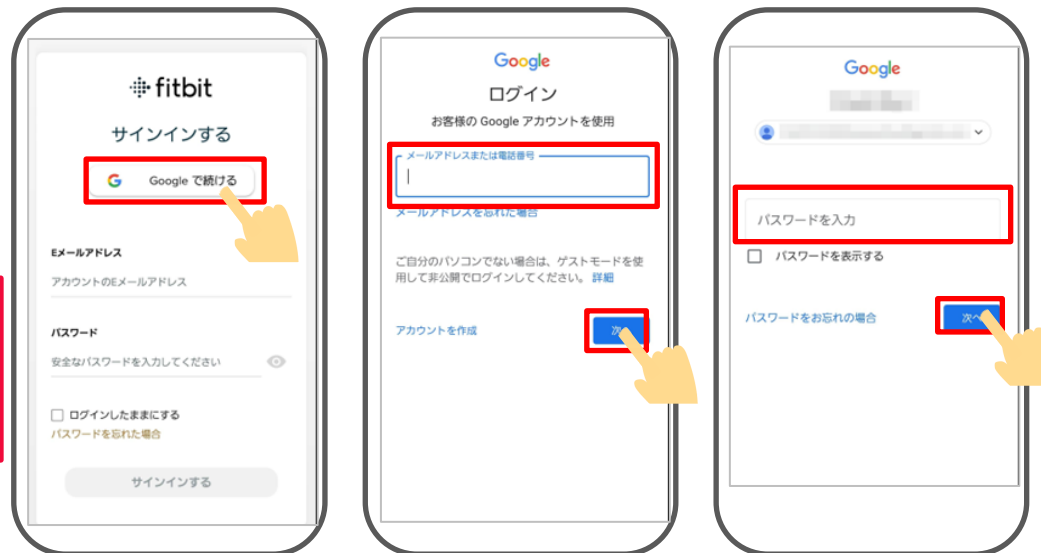 fitbit
サインインする
Google で続ける
Eメールアドレス
アカウントのEメールアドレス
パスワード
安全なパスワードを入力してください
ログインしたままにする
パスワードを忘れた場合
サインインする
Google
ログイン
お客様の Google アカウントを使用
メールアドレスまたは電話番号
メールアドレスを忘れた場合
ご自分のパソコンでない場合は、ゲストモードを使
用して非公開でログインしてください。 詳細
アカウントを作成
次へ
Google
パスワードを入力
パスワードを表示する
パスワードをお忘れの場合
次へ